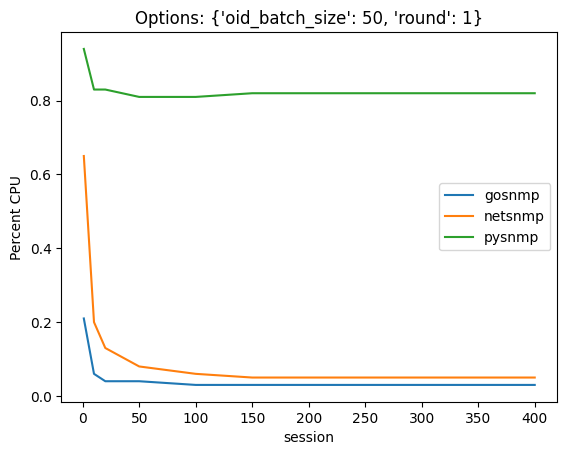 Options: {'oid_batch_size': 50, 'round': 1}
Percent CPU
0.8
0.6
0.4
0.2
0.0
gosnmp
netsnmp
pysnmp
0 50 100 150 200 250 300 350 400
session